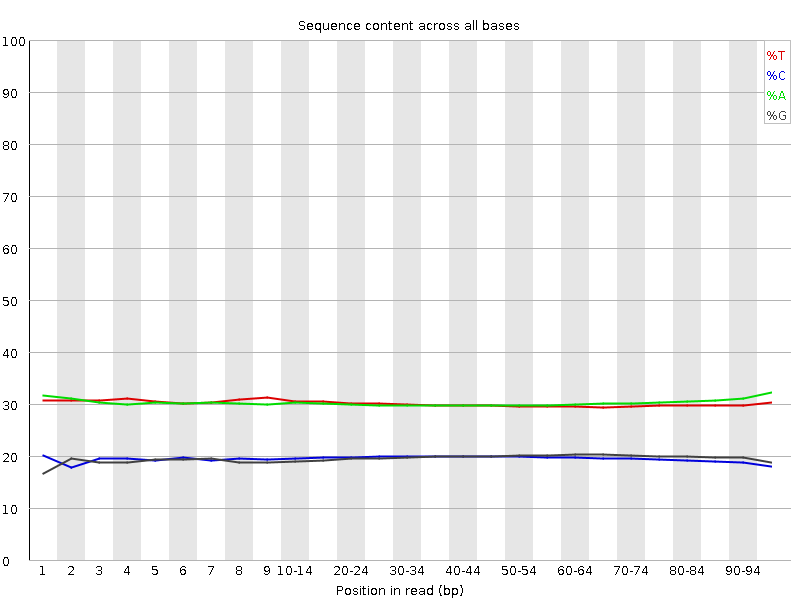 Sequence content across all bases
100
90
80
70
60
50
40
30
20
10
0
%T
%C
%A
%G
1 2 3 4 5 6 7 8 9 10-14 20-24 30-34 40-44 50-54 60-64 70-74 80-84 90-94
Position in read (bp)